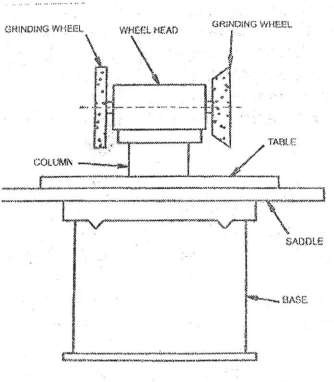 GRINDING WHEEL
WHEEL HEAD
GRINDING WHEEL
COLUMN
TABLE
SADDLE
BASE